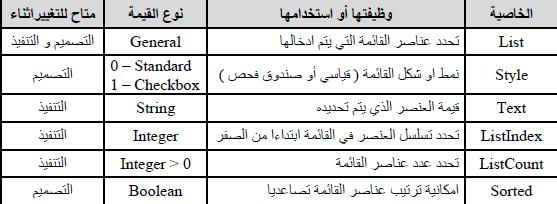 الخاصية وظيفتها أو استخدامها نوع القيمة متاح للتغيير اثناء
List تحدد عناصر القائمة التي يتم ادخالها General التصميم و التنفيذ
Style نمط او شكل القائمة ( قياسي أو صندوق فحص ) 0 – Standard التصميم
1 – Checkbox
Text قيمة العنصر الذي يتم تحديده String التنفيذ
ListIndex تحدد تسلسل العنصر في القائمة ابتداءا من الصفر Integer التنفيذ
ListCount تحدد عدد عناصر القائمة Integer > 0 التنفيذ
Sorted امكانية ترتيب عناصر القائمة تصاعديا Boolean التصميم